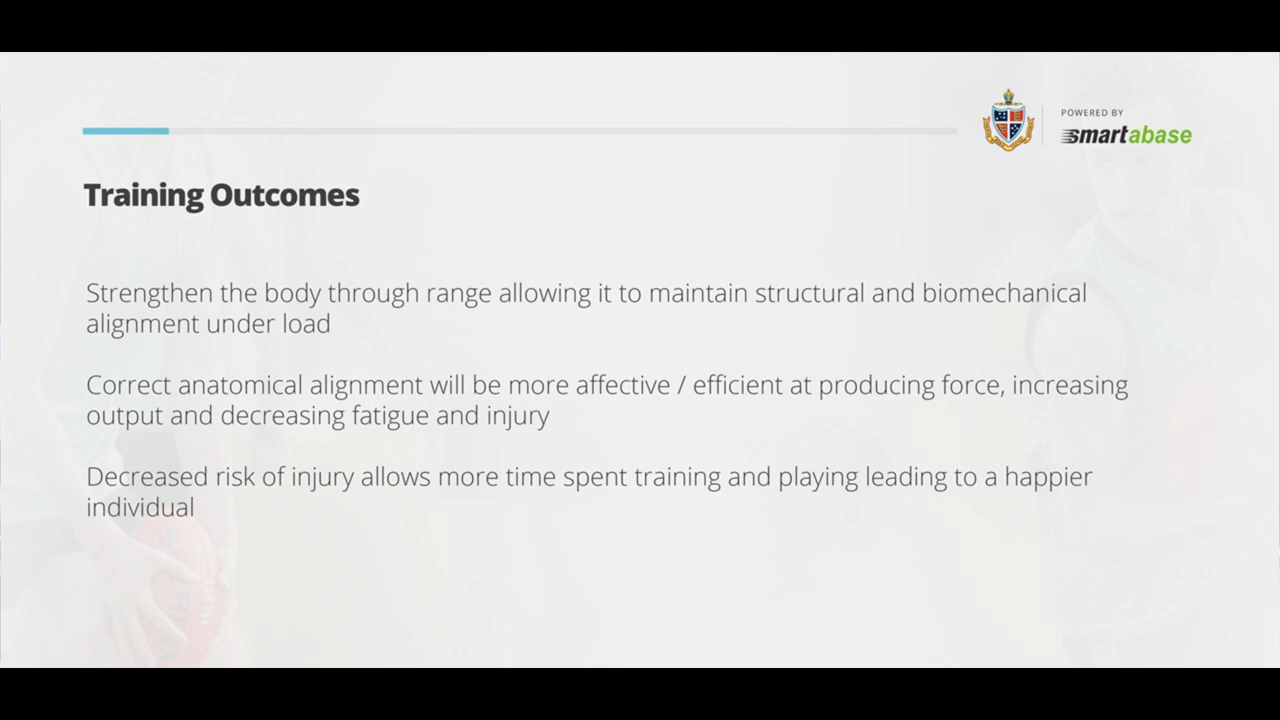 POWERED BY
smartabase
Training Outcomes
Strengthen the body through range allowing it to maintain structural and biomechanical
alignment under load
Correct anatomical alignment will be more affective / efficient at producing force, increasing
output and decreasing fatigue and injury
Decreased risk of injury allows more time spent training and playing leading to a happier
individual